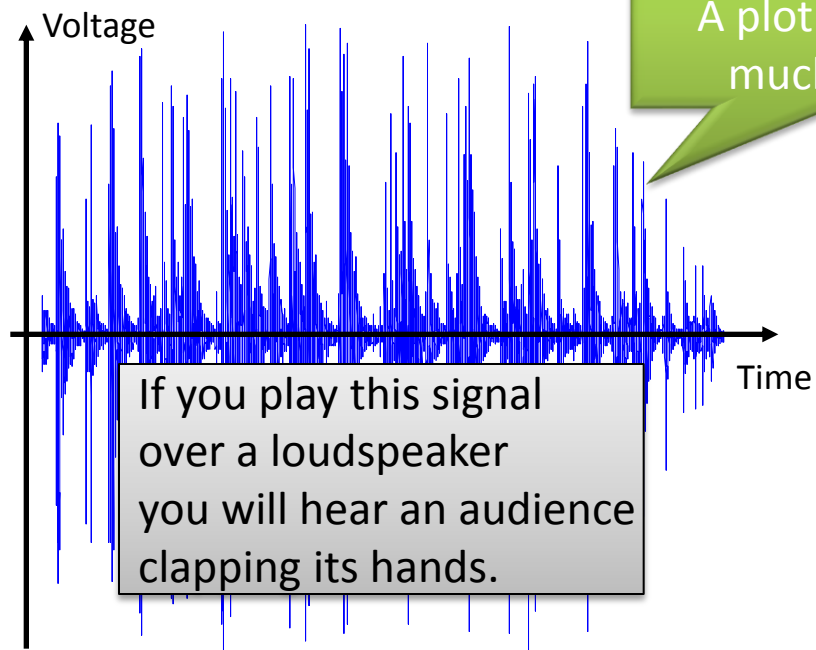 Voltage
A plot
much
Time
If you play this signal
over a loudspeaker
you will hear an audience
clapping its hands.